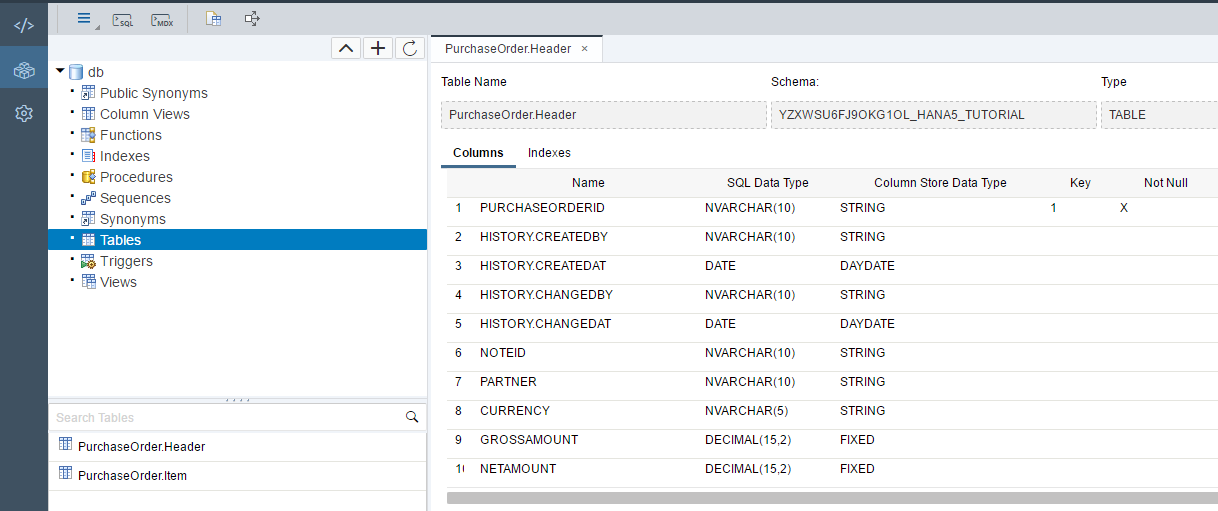 </>
SQL
MDX
PurchaseOrder.Header ×
db
Public Synonyms
Column Views
Functions
Indexes
Procedures
Sequences
Synonyms
Tables
Triggers
Views
Search Tables
PurchaseOrder.Header
PurchaseOrder.Item
Table Name Schema: Type
PurchaseOrder.Header YZXWSU6FJ9OKG1OL_HANA5_TUTORIAL TABLE
Columns Indexes
Name SQL Data Type Column Store Data Type Key Not Null
1 PURCHASEORDERID NVARCHAR(10) STRING 1 X
2 HISTORY.CREATEDBY NVARCHAR(10) STRING
3 HISTORY.CREATEDAT DATE DAYDATE
4 HISTORY.CHANGEDBY NVARCHAR(10) STRING
5 HISTORY.CHANGEDAT DATE DAYDATE
6 NOTEID NVARCHAR(10) STRING
7 PARTNER NVARCHAR(10) STRING
8 CURRENCY NVARCHAR(5) STRING
9 GROSSAMOUNT DECIMAL(15,2) FIXED
10 NETAMOUNT DECIMAL(15,2) FIXED